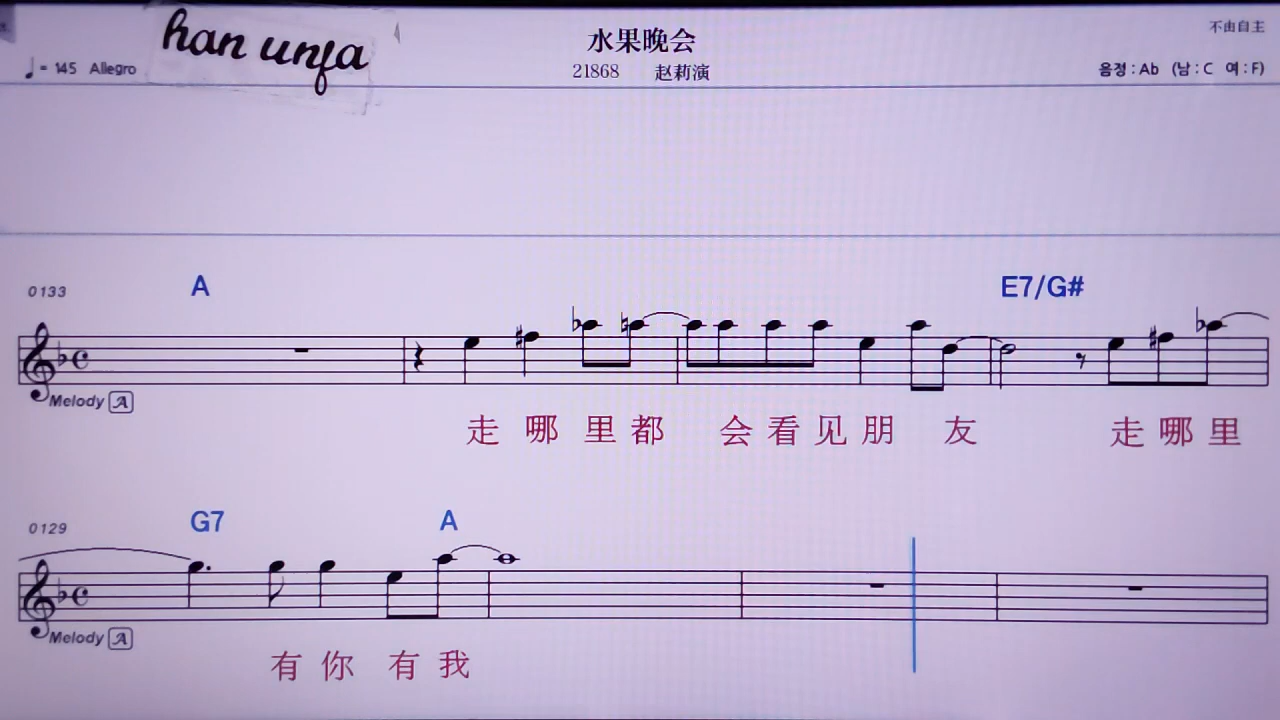 han unfa
水果晚会
不由自主
♩= 145 Allegro
21868 赵莉演
음정 : Ab (남 : C 여 : F)
0133 A E7/G#
Melody A
走 哪 里 都 会 看 见 朋 友 走 哪 里
0129 G7 A
Melody A
有 你 有 我